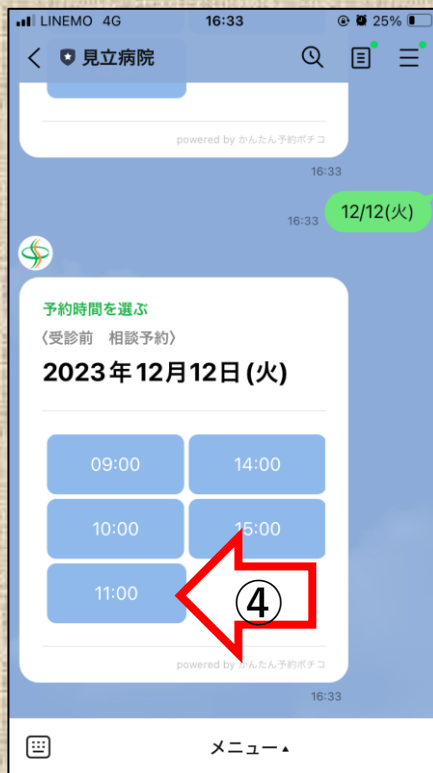 LINEMO 4G 16:33 25%
見立病院
powered by かんたん予約ポチコ
16:33
16:33 12/12(火)
予約時間を選ぶ
〈受診前 相談予約〉
2023年12月12日(火)
09:00 14:00
10:00 15:00
11:00
④
powered by かんたん予約ポチコ
16:33
メニュー▲